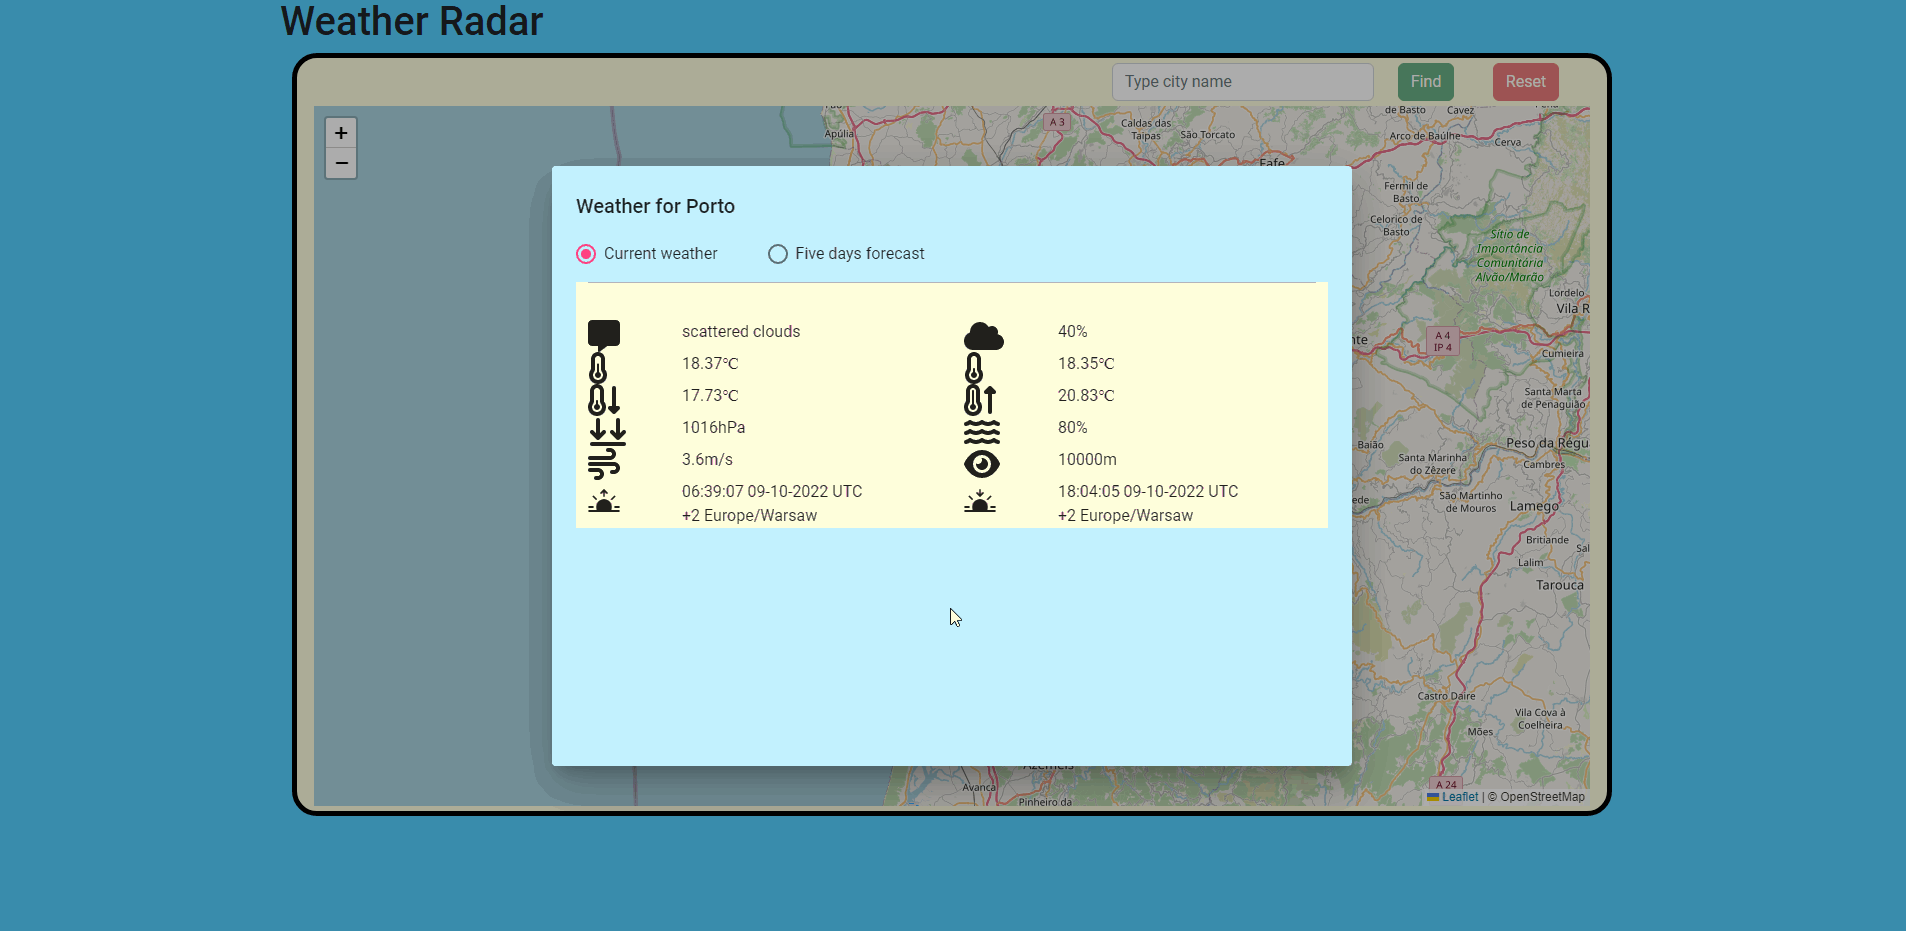 Weather Radar
Type city name
Find
Reset
+
−
Apúlia
A 3
Caldas das
Taipas
São Torcato
de Basto
Cavez
Arco de Baúlhe
Cerva
Fafe
Fermil de
Basto
Celorico de
Basto
Sítio de
Importância
Comunitária
Alvão/Marão
Lordelo
Vila R
A 4
IP 4
nte
Cumieira
Santa Marta
de Penaguião
Baião
Peso da Régu
Santa Marinha
do Zêzere
Cambres
ede
São Martinho
de Mouros
Lamego
Britiande
Sal
Lalim
Tarouca
Castro Daire
Vila Cova à
Coelheira
Mões
A 24
Avanca
Pinheiro da
Leaflet | © OpenStreetMap
Weather for Porto
Current weather
Five days forecast
scattered clouds
40%
18.37°C
18.35°C
17.73°C
20.83°C
1016hPa
80%
3.6m/s
10000m
06:39:07 09-10-2022 UTC
+2 Europe/Warsaw
18:04:05 09-10-2022 UTC
+2 Europe/Warsaw